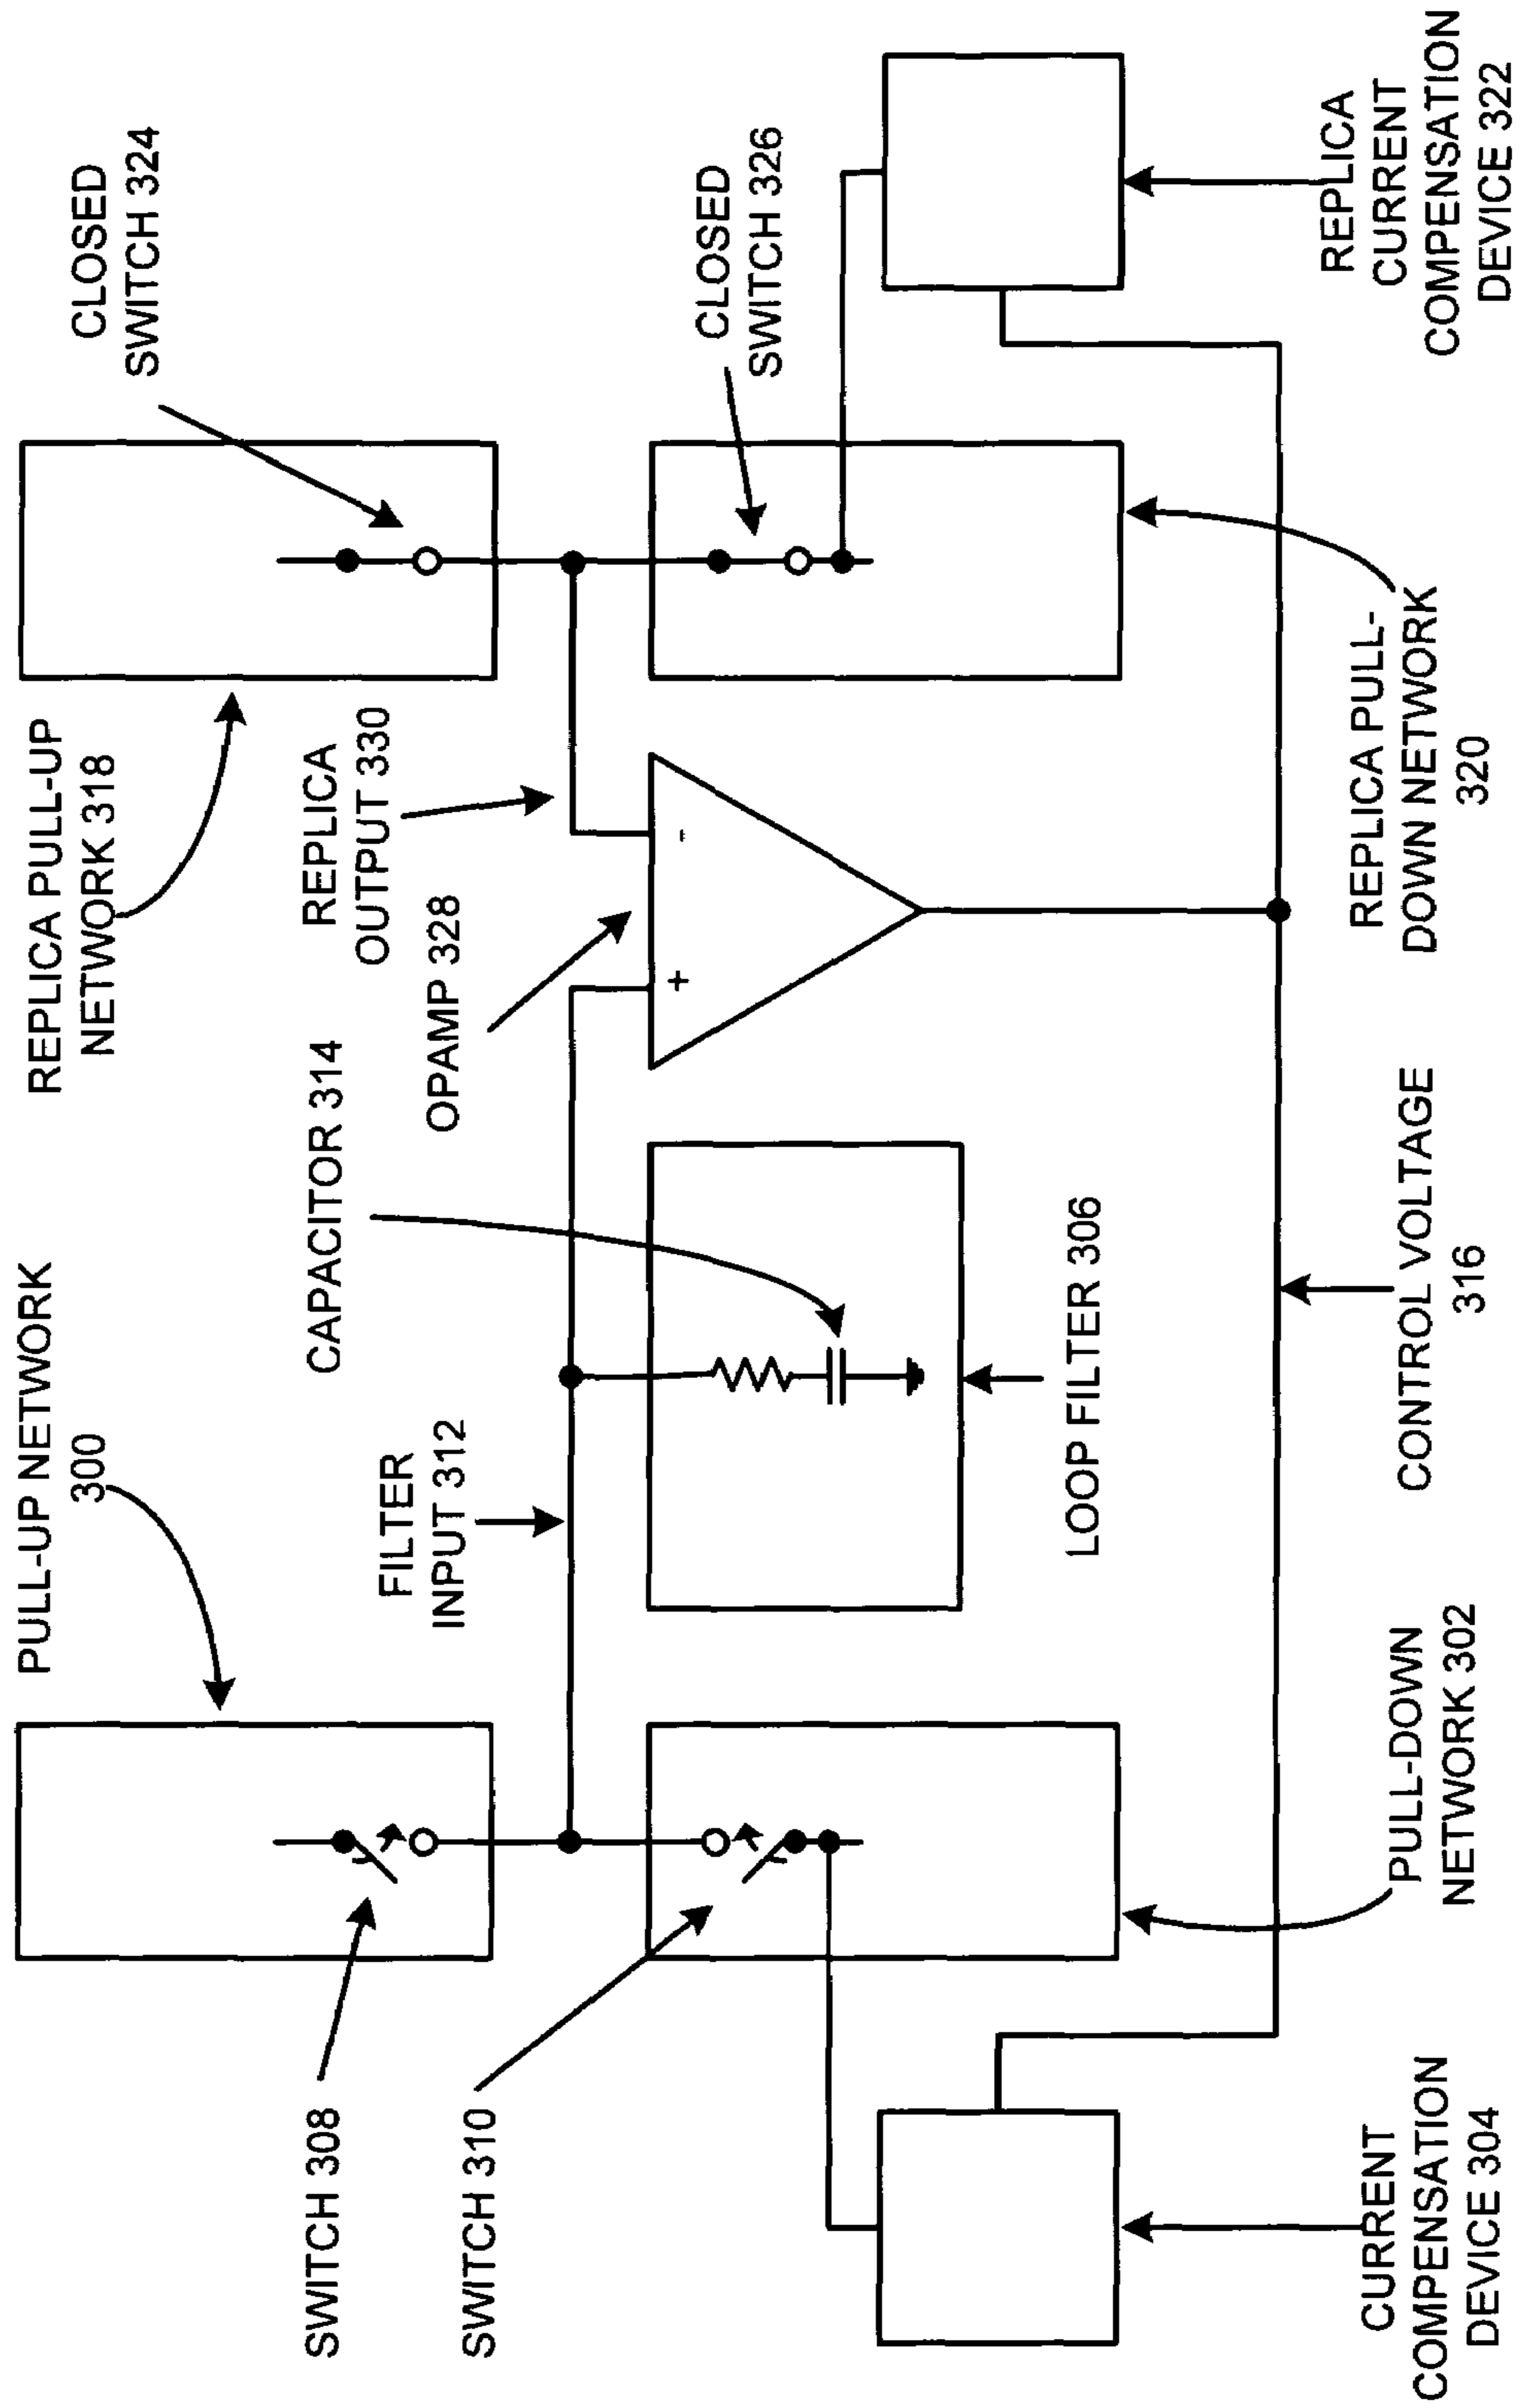 PULL-UP NETWORK
300
REPLICA PULL-UP
NETWORK 318
CLOSED
SWITCH 324
SWITCH 308
FILTER
INPUT 312
CAPACITOR 314
OPAMP 328
REPLICA
OUTPUT 330
SWITCH 310
CLOSED
SWITCH 326
+
-
LOOP FILTER 306
CURRENT
COMPENSATION
DEVICE 304
PULL-DOWN
NETWORK 302
CONTROL VOLTAGE
316
REPLICA PULL-
DOWN NETWORK
320
REPLICA
CURRENT
COMPENSATION
DEVICE 322